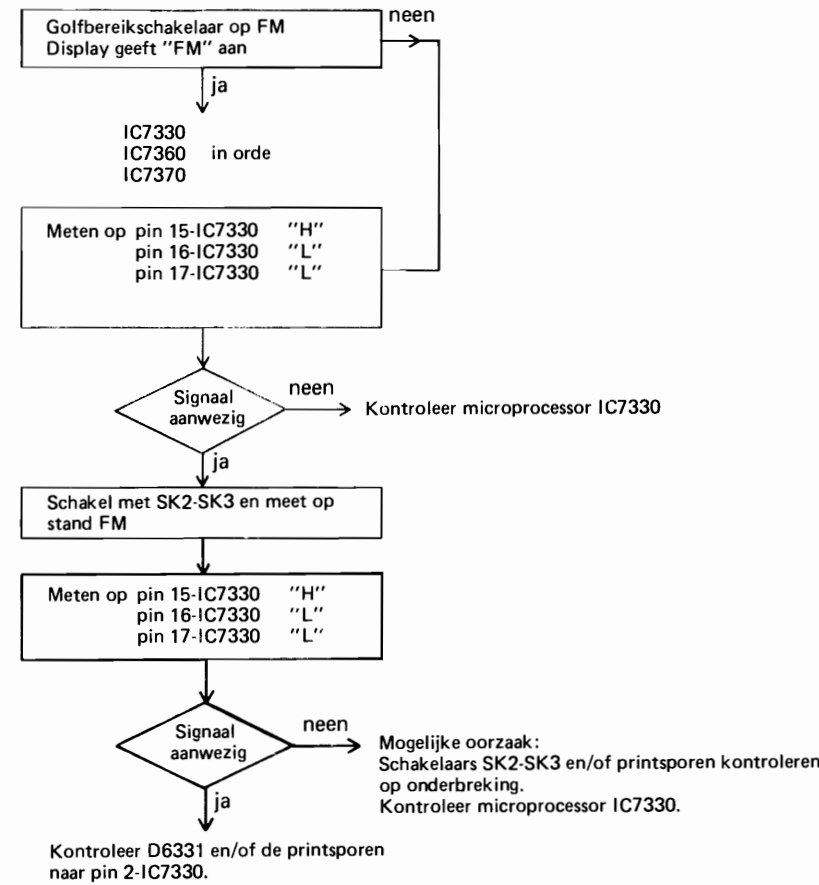 Golfbereikschakelaar op FM
Display geeft "FM" aan
neen
ja
IC7330
IC7360 in orde
IC7370
Meten op pin 15-IC7330 "H"
pin 16-IC7330 "L"
pin 17-IC7330 "L"
Signaal
aanwezig
neen
Kontroleer microprocessor IC7330
ja
Schakel met SK2-SK3 en meet op
stand FM
Meten op pin 15-IC7330 "H"
pin 16-IC7330 "L"
pin 17-IC7330 "L"
Signaal
aanwezig
neen
Mogelijke oorzaak:
Schakelaars SK2-SK3 en/of printsporen kontroleren
op onderbreking.
Kontroleer microprocessor IC7330.
ja
Kontroleer D6331 en/of de printsporen
naar pin 2-IC7330.